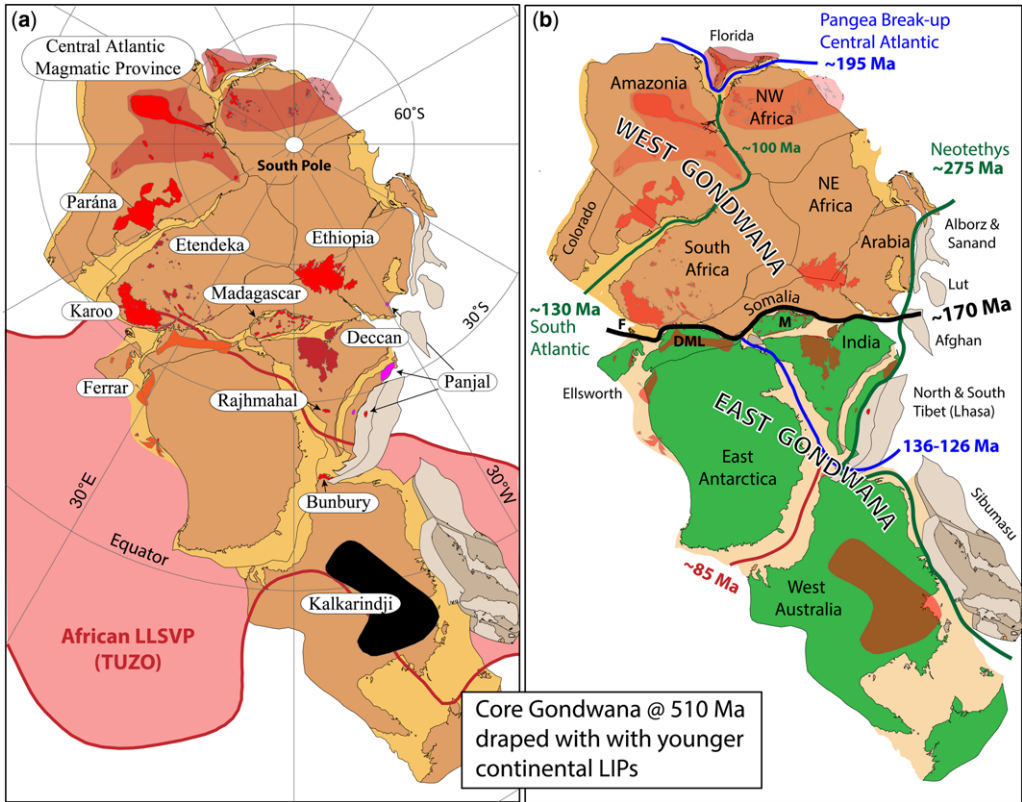 (a)
Central Atlantic
Magmatic Province
60°S
South Pole
Parána
Etendeka
Ethiopia
Madagascar
Karoo
30°S
Deccan
Ferrar
Panjal
Rajhmahal
30°E
30°W
Bunbury
Equator
Kalkarindji
African LLSVP
(TUZO)
(b)
Florida
Pangea Break-up
Central Atlantic
~195 Ma
Amazonia
NW
Africa
~100 Ma
WEST GONDWANA
Neotethys
~275 Ma
NE
Africa
Colorado
Alborz &
Sanand
Arabia
South
Africa
Lut
Somalia
~130 Ma
South
Atlantic
~170 Ma
F
M
DML
India
Afghan
Ellsworth
North & South
Tibet (Lhasa)
EAST GONDWANA
East
Antarctica
136-126 Ma
Sibumasu
~85 Ma
West
Australia
Core Gondwana @ 510 Ma
draped with with younger
continental LIPs